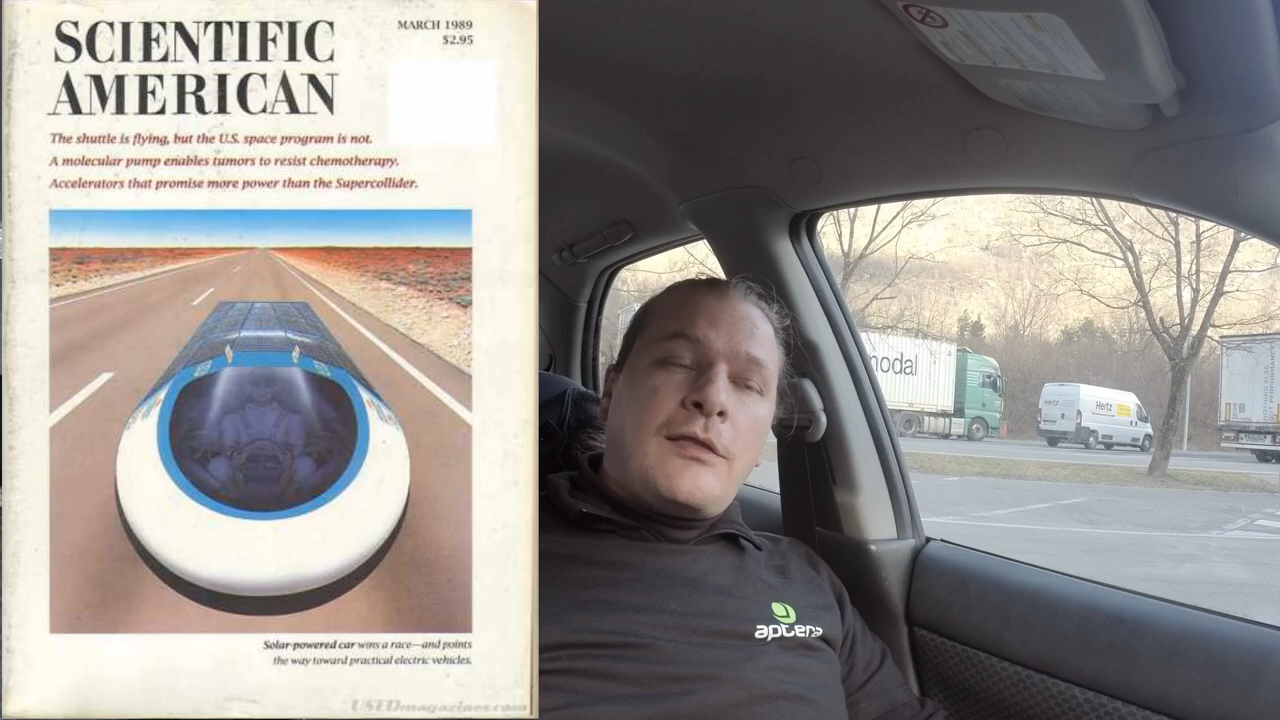 SCIENTIFIC
AMERICAN
MARCH 1989
$2.95
The shuttle is flying, but the U.S. space program is not.
A molecular pump enables tumors to resist chemotherapy.
Accelerators that promise more power than the Supercollider.
Solar-powered car wins a race—and points
the way toward practical electric vehicles.
USEDmagazines.com
modal
Hertz
Hertz
aptera